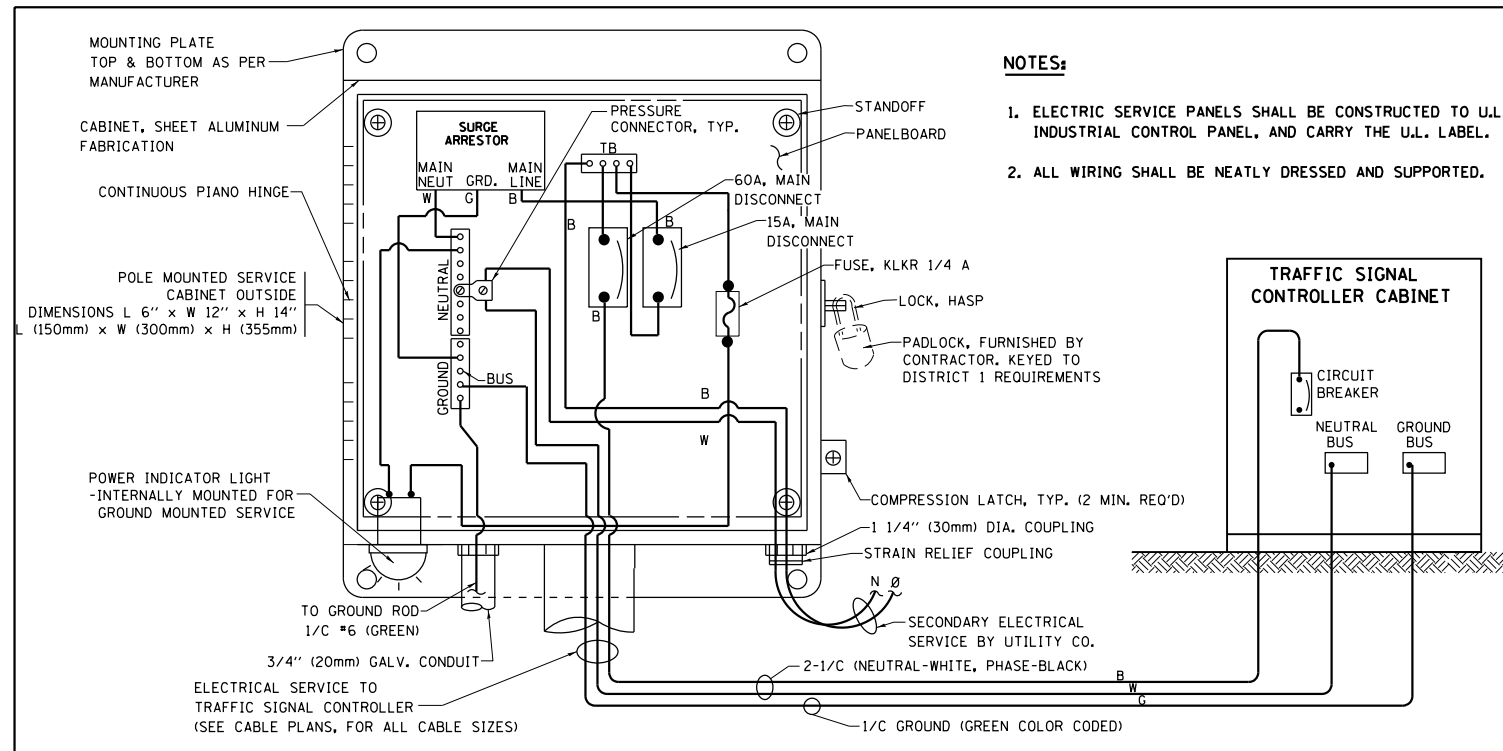 MOUNTING PLATE
TOP & BOTTOM AS PER
MANUFACTURER
CABINET, SHEET ALUMINUM
FABRICATION
CONTINUOUS PIANO HINGE
POLE MOUNTED SERVICE
CABINET OUTSIDE
DIMENSIONS L 6" x W 12" x H 14"
L (150mm) x W (300mm) x H (355mm)
POWER INDICATOR LIGHT
-INTERNALLY MOUNTED FOR
GROUND MOUNTED SERVICE
TO GROUND ROD
1/C #6 (GREEN)
3/4" (20mm) GALV. CONDUIT
ELECTRICAL SERVICE TO
TRAFFIC SIGNAL CONTROLLER
(SEE CABLE PLANS, FOR ALL CABLE SIZES)
SURGE
ARRESTOR
MAIN
NEUT
GRD.
MAIN
LINE
W
G
B
PRESSURE
CONNECTOR, TYP.
TB
NEUTRAL
GROUND
BUS
B
B
B
B
W
STANDOFF
PANELBOARD
60A, MAIN
DISCONNECT
15A, MAIN
DISCONNECT
FUSE, KLKR 1/4 A
LOCK, HASP
PADLOCK, FURNISHED BY
CONTRACTOR. KEYED TO
DISTRICT 1 REQUIREMENTS
COMPRESSION LATCH, TYP. (2 MIN. REQ'D)
1 1/4" (30mm) DIA. COUPLING
STRAIN RELIEF COUPLING
N Ø
SECONDARY ELECTRICAL
SERVICE BY UTILITY CO.
2-1/C (NEUTRAL-WHITE, PHASE-BLACK)
B
W
G
1/C GROUND (GREEN COLOR CODED)
NOTES:
1. ELECTRIC SERVICE PANELS SHALL BE CONSTRUCTED TO U.L
INDUSTRIAL CONTROL PANEL, AND CARRY THE U.L. LABEL.
2. ALL WIRING SHALL BE NEATLY DRESSED AND SUPPORTED.
TRAFFIC SIGNAL
CONTROLLER CABINET
CIRCUIT
BREAKER
NEUTRAL
BUS
GROUND
BUS